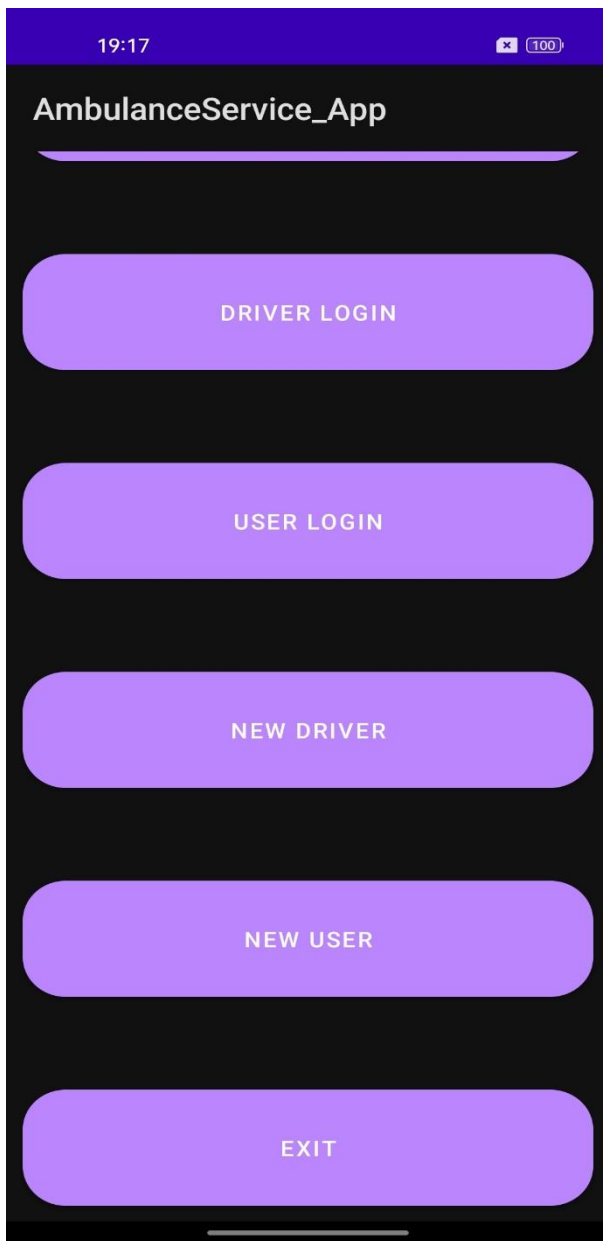 19:17
100
AmbulanceService_App
DRIVER LOGIN
USER LOGIN
NEW DRIVER
NEW USER
EXIT